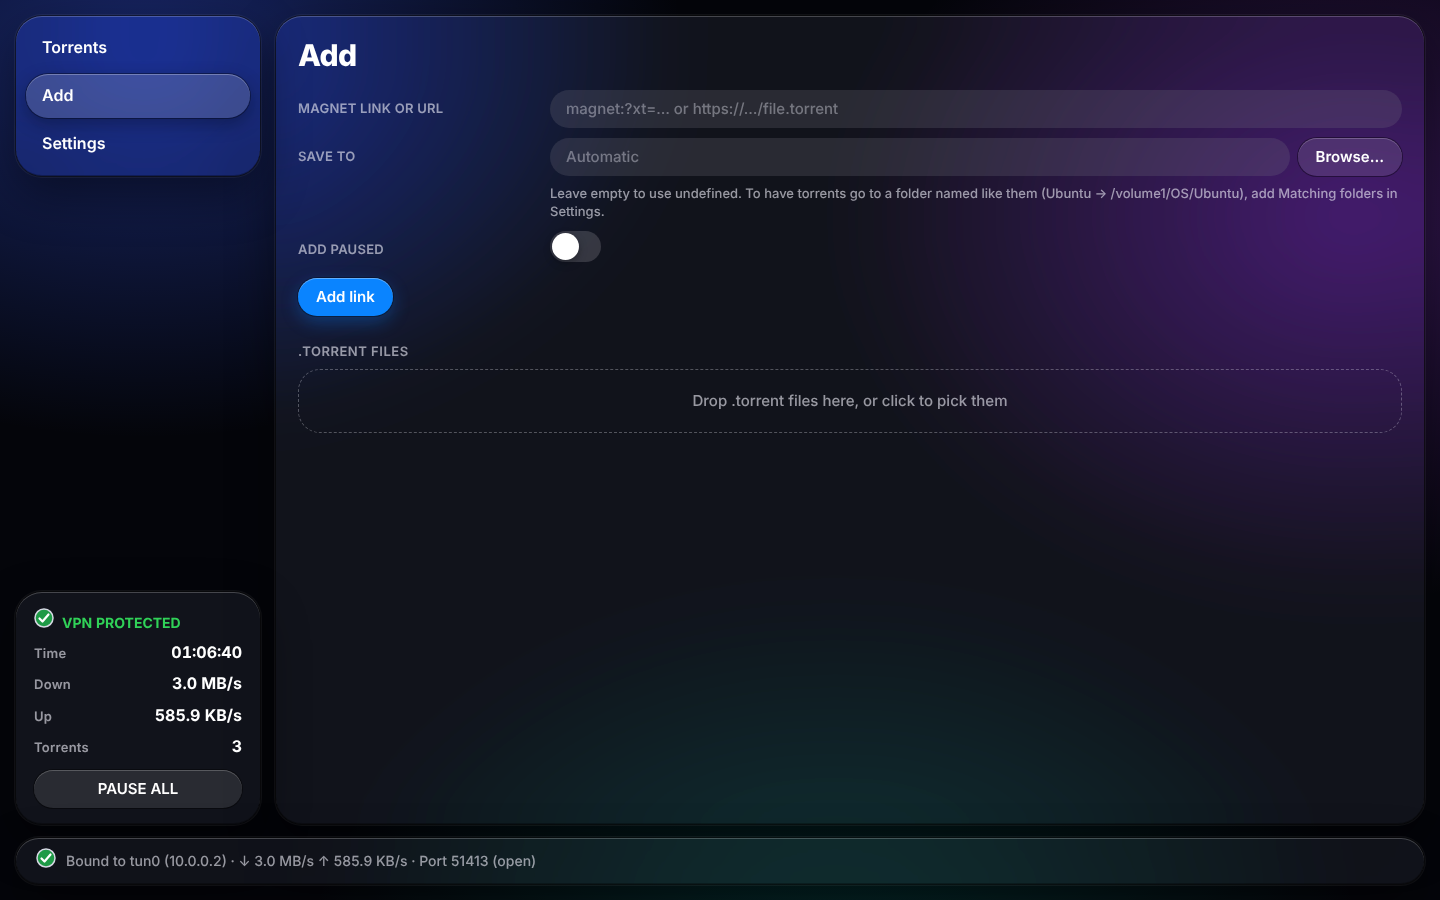 Torrents
Add
Settings
Add
MAGNET LINK OR URL
magnet:?xt=... or https://.../file.torrent
SAVE TO
Automatic
Browse...
Leave empty to use undefined. To have torrents go to a folder named like them (Ubuntu → /volume1/OS/Ubuntu), add Matching folders in
Settings.
ADD PAUSED
Add link
.TORRENT FILES
Drop .torrent files here, or click to pick them
VPN PROTECTED
Time 01:06:40
Down 3.0 MB/s
Up 585.9 KB/s
Torrents 3
PAUSE ALL
Bound to tun0 (10.0.0.2) · ↓ 3.0 MB/s ↑ 585.9 KB/s · Port 51413 (open)